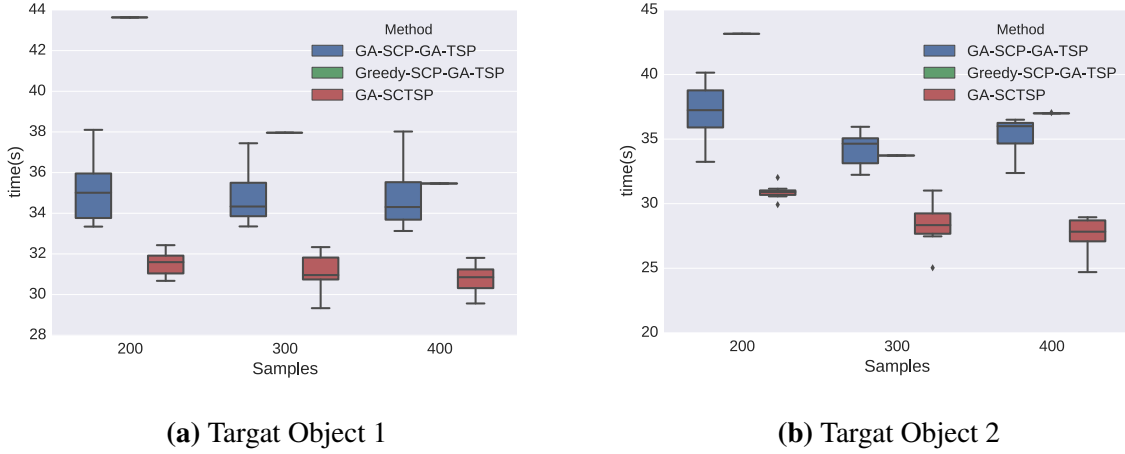 44
42
40
38
36
34
32
30
28
time(s)
200
300
400
Samples
Method
GA-SCP-GA-TSP
Greedy-SCP-GA-TSP
GA-SCTSP
(a) Targat Object 1
45
40
35
30
25
20
time(s)
200
300
400
Samples
Method
GA-SCP-GA-TSP
Greedy-SCP-GA-TSP
GA-SCTSP
(b) Targat Object 2